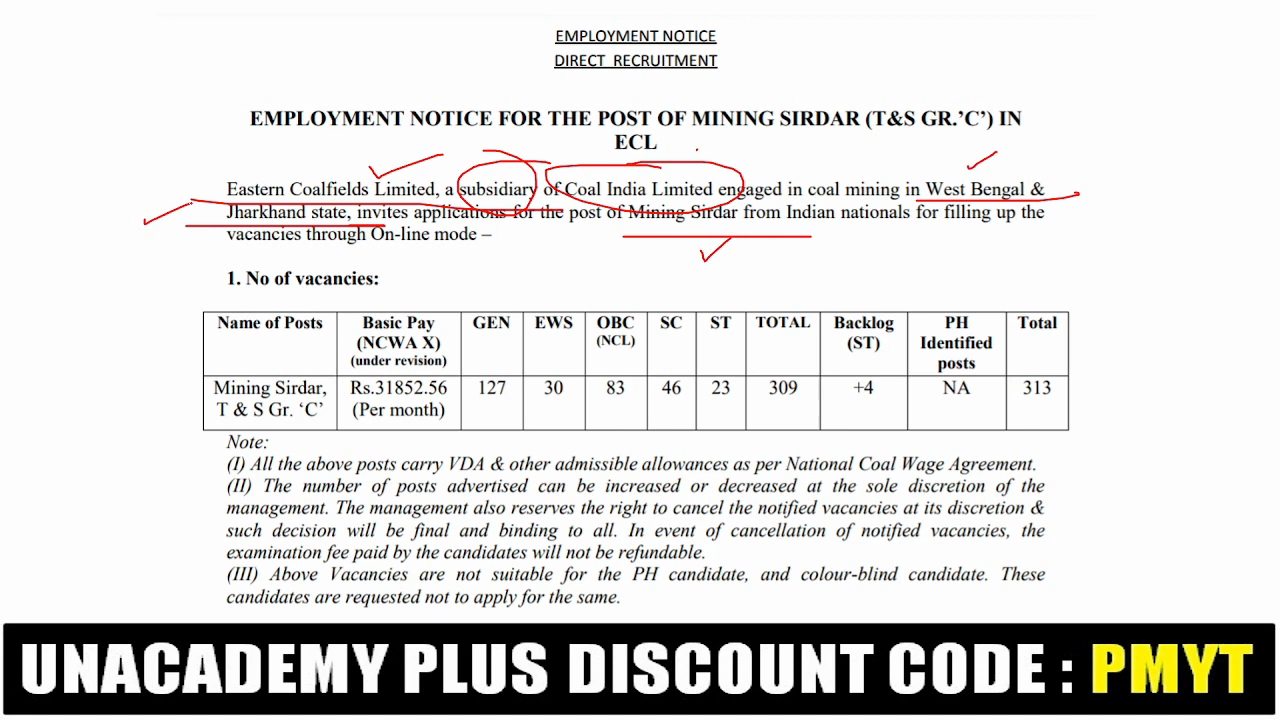 EMPLOYMENT NOTICE
DIRECT RECRUITMENT
EMPLOYMENT NOTICE FOR THE POST OF MINING SIRDAR (T&S GR.’C’) IN
ECL
Eastern Coalfields Limited, a subsidiary of Coal India Limited engaged in coal mining in West Bengal &
Jharkhand state, invites applications for the post of Mining Sirdar from Indian nationals for filling up the
vacancies through On-line mode –
1. No of vacancies:
Name of Posts | Basic Pay (NCWA X) (under revision) | GEN | EWS | OBC (NCL) | SC | ST | TOTAL | Backlog (ST) | PH Identified posts | Total
Mining Sirdar, T & S Gr. ‘C’ | Rs.31852.56 (Per month) | 127 | 30 | 83 | 46 | 23 | 309 | +4 | NA | 313
Note:
(I) All the above posts carry VDA & other admissible allowances as per National Coal Wage Agreement.
(II) The number of posts advertised can be increased or decreased at the sole discretion of the
management. The management also reserves the right to cancel the notified vacancies at its discretion &
such decision will be final and binding to all. In event of cancellation of notified vacancies, the
examination fee paid by the candidates will not be refundable.
(III) Above Vacancies are not suitable for the PH candidate, and colour-blind candidate. These
candidates are requested not to apply for the same.
UNACADEMY PLUS DISCOUNT CODE : PMYT